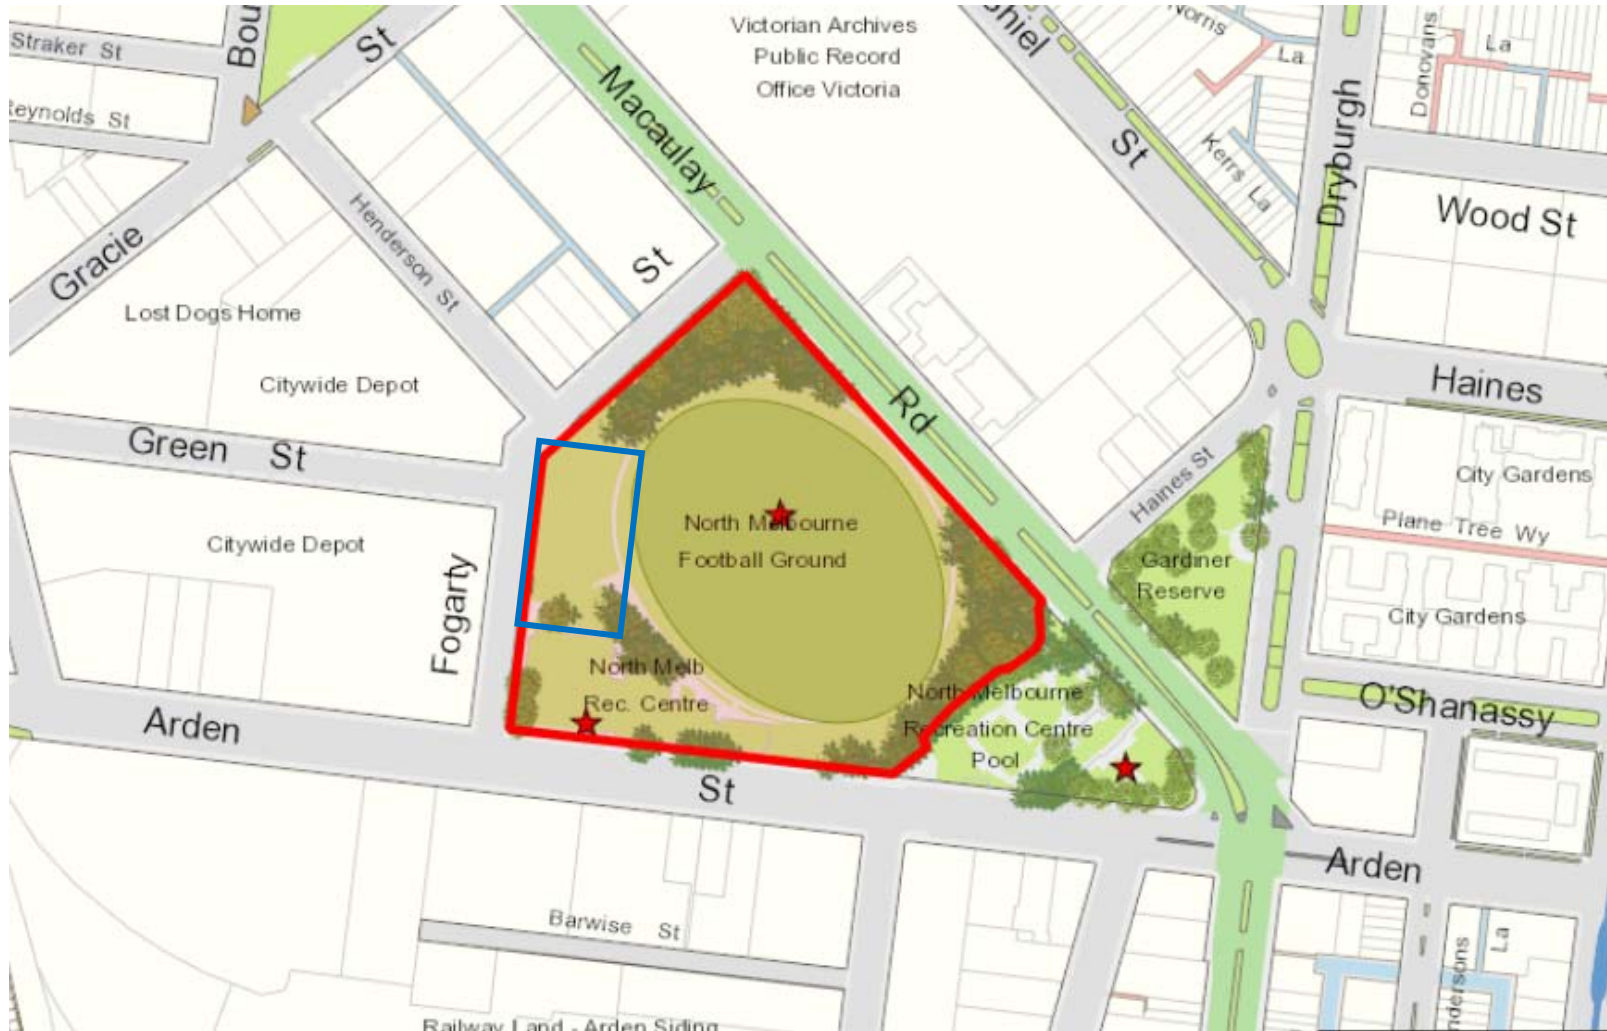 Straker St
Bou
St
Macaulay
Victorian Archives
Public Record
Office Victoria
Shiel
St
Norris
La
Donovans
La
Dryburgh
Kerrs La
Wood St
Gracie
Henderson St
St
Lost Dogs Home
Citywide Depot
Haines
Rd
Green St
Haines St
City Gardens
Plane Tree Wy
North Melbourne
Football Ground
Citywide Depot
Gardiner
Reserve
City Gardens
Fogarty
North Melb
Rec. Centre
North Melbourne
Recreation Centre
Pool
O'Shanassy
Arden
St
Arden
Barwise St
La
Railway Land - Arden Siding